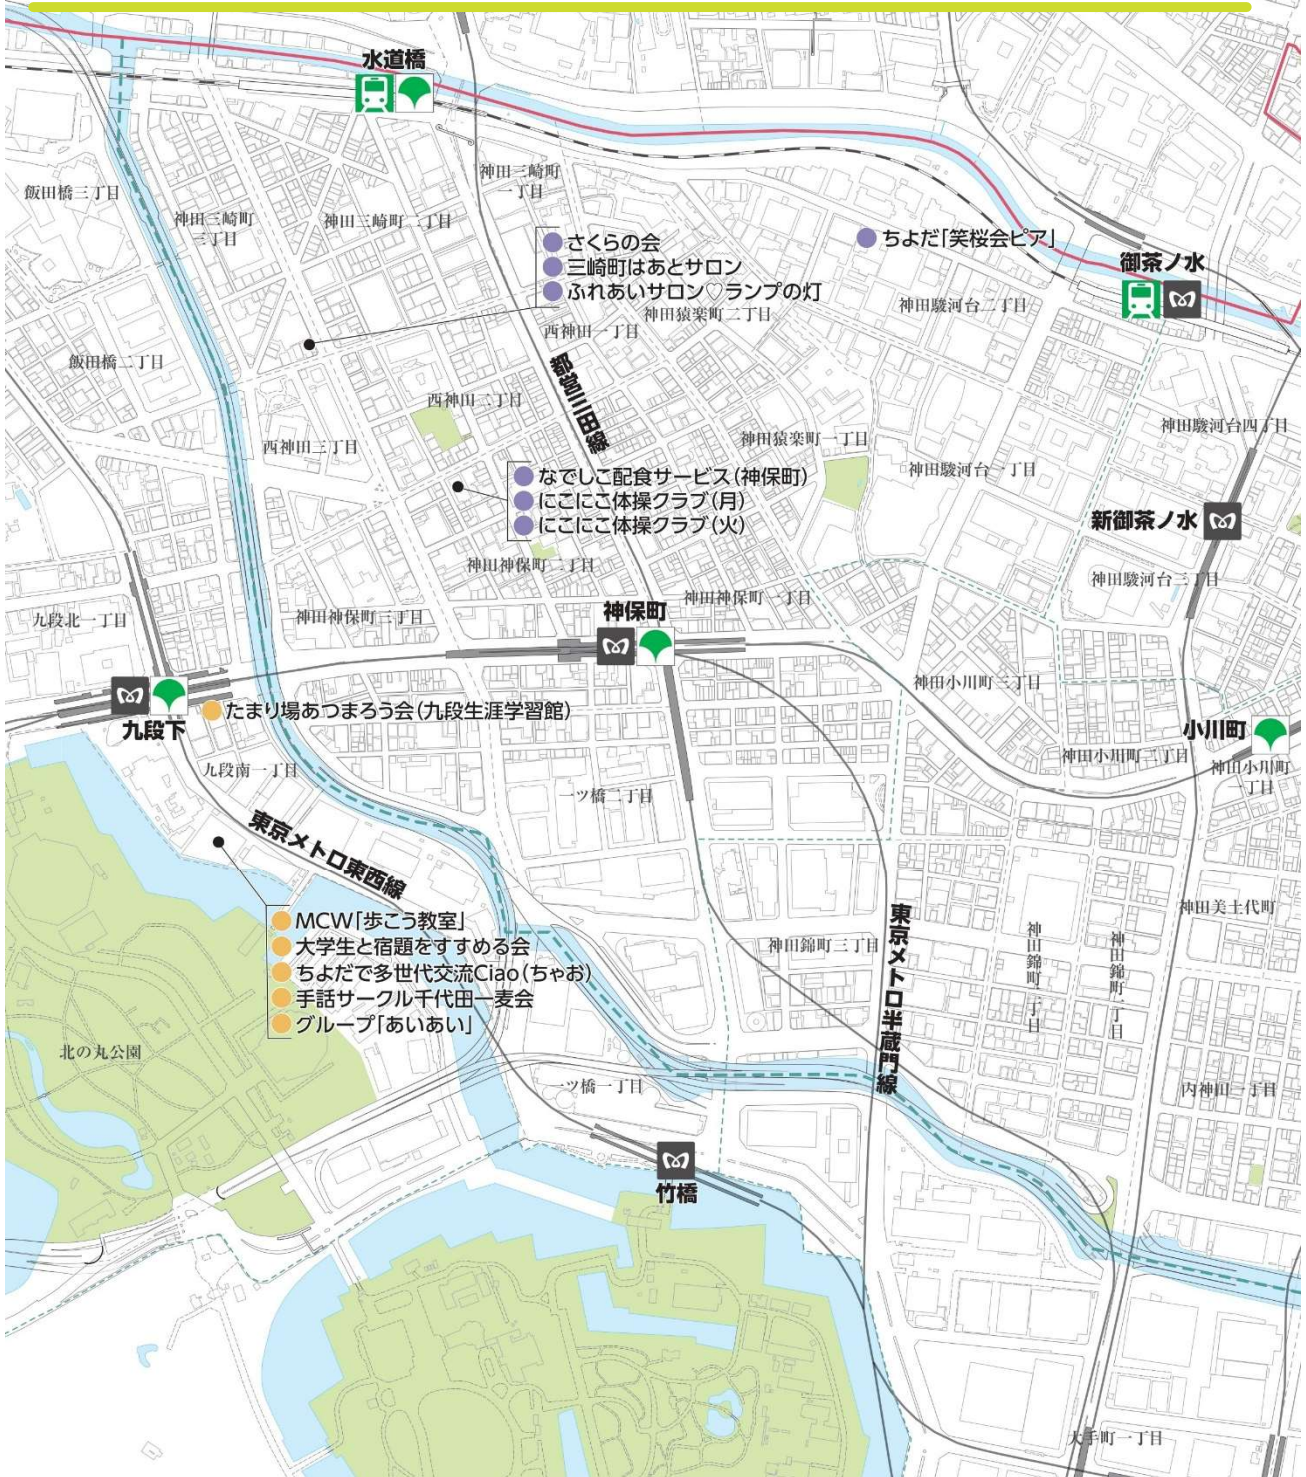 水道橋
神田三崎町
一丁目
飯田橋三丁目
神田三崎町
三丁目
神田三崎町二丁目
さくらの会
三崎町はあとサロン
ふれあいサロン♡ランプの灯
ちよだ「笑桜会ピア」
御茶ノ水
神田駿河台二丁目
神田猿楽町二丁目
西神田一丁目
飯田橋二丁目
都営三田線
西神田二丁目
神田駿河台四丁目
西神田三丁目
神田猿楽町一丁目
神田駿河台一丁目
なでしこ配食サービス(神保町)
にこにこ体操クラブ(月)
にこにこ体操クラブ(火)
新御茶ノ水
神田神保町二丁目
神田駿河台三丁目
神田神保町一丁目
神保町
神田神保町三丁目
九段北一丁目
神田小川町三丁目
たまり場あつまろう会(九段生涯学習館)
九段下
小川町
神田小川町二丁目
神田小川町
一丁目
九段南一丁目
一ツ橋二丁目
東京メトロ東西線
神田美土代町
MCW「歩こう教室」
大学生と宿題をすすめる会
ちよだで多世代交流Ciao(ちゃお)
手話サークル千代田一麦会
グループ「あいあい」
神田錦町三丁目
東京メトロ半蔵門線
神田錦町二丁目
神田錦町一丁目
北の丸公園
一ツ橋一丁目
内神田一丁目
竹橋
大手町一丁目